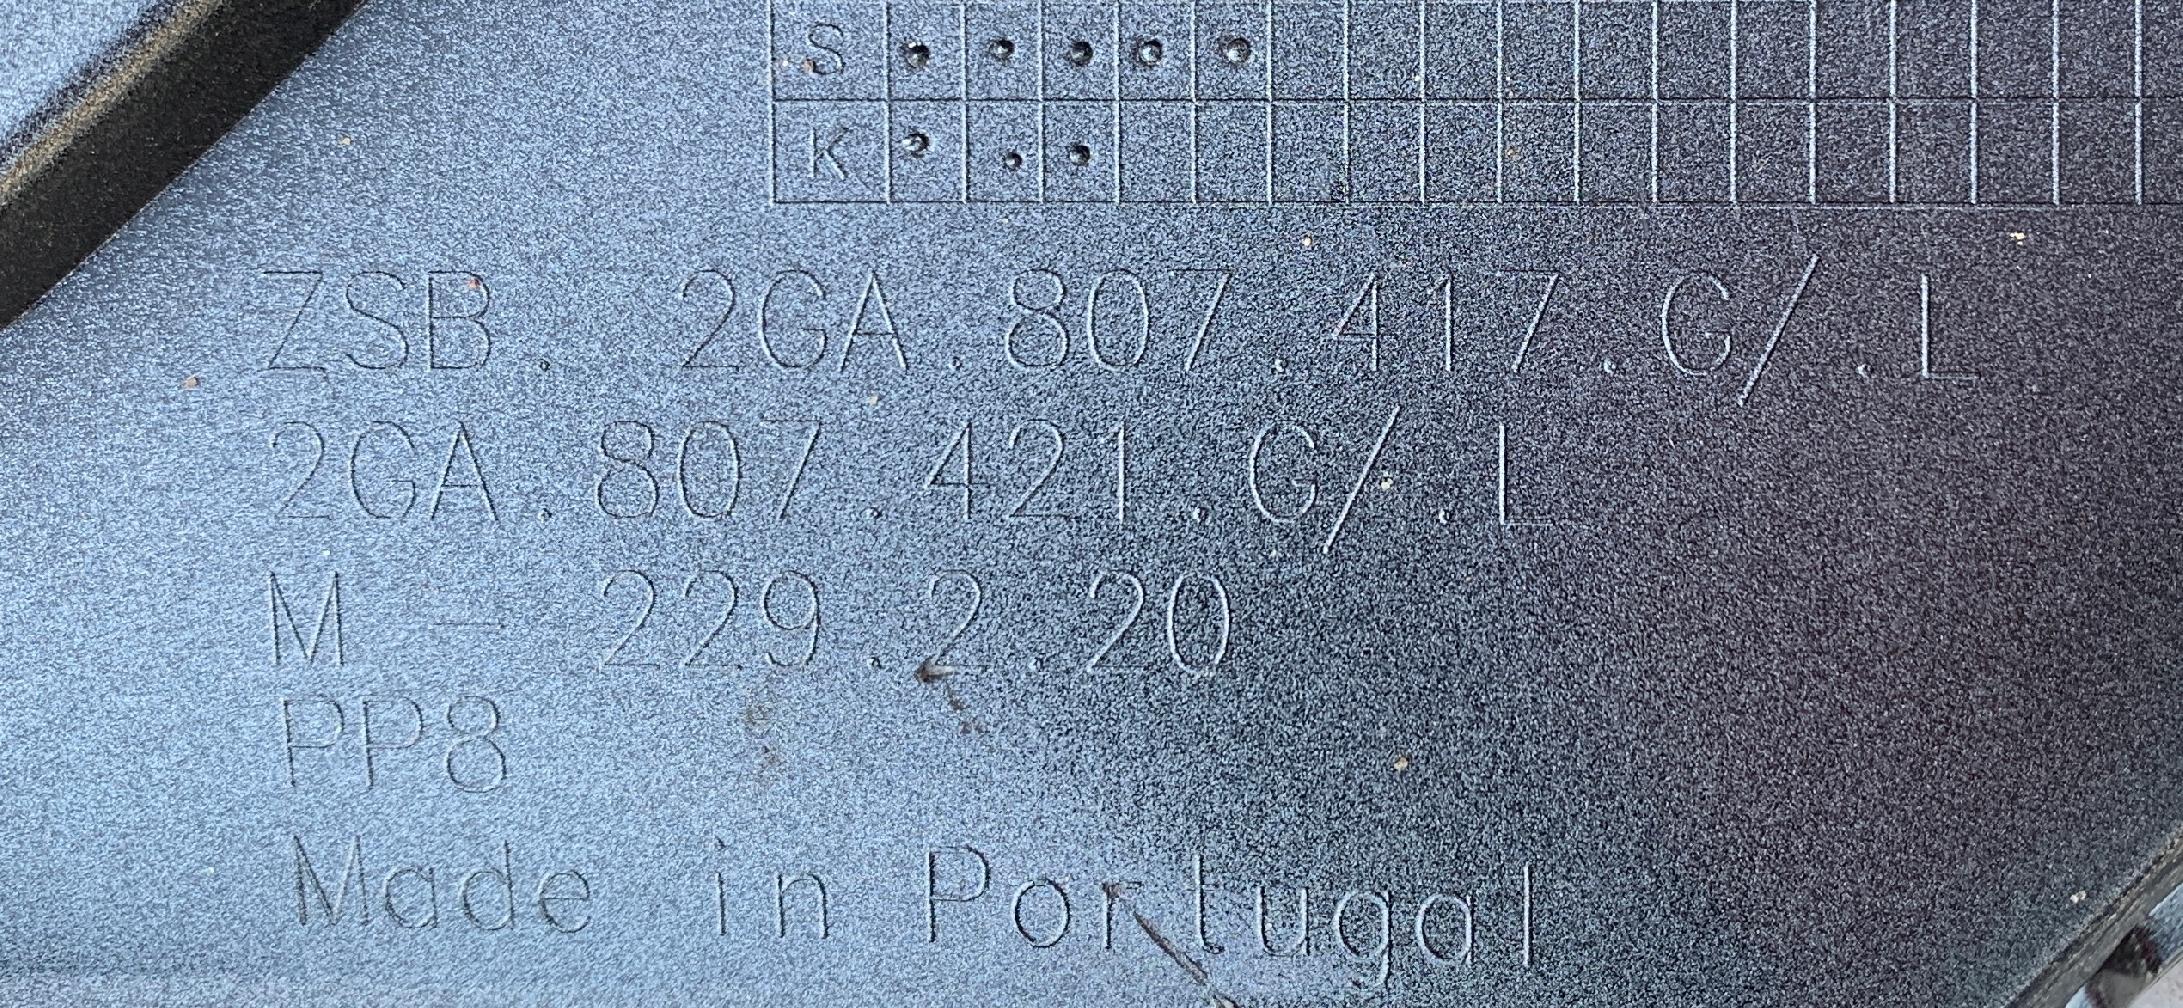 S
K
ZSB. 2GA.807.417.G/.L
2GA.807.421.G/.L
M - 229.2.20
PP8
Made in Portugal